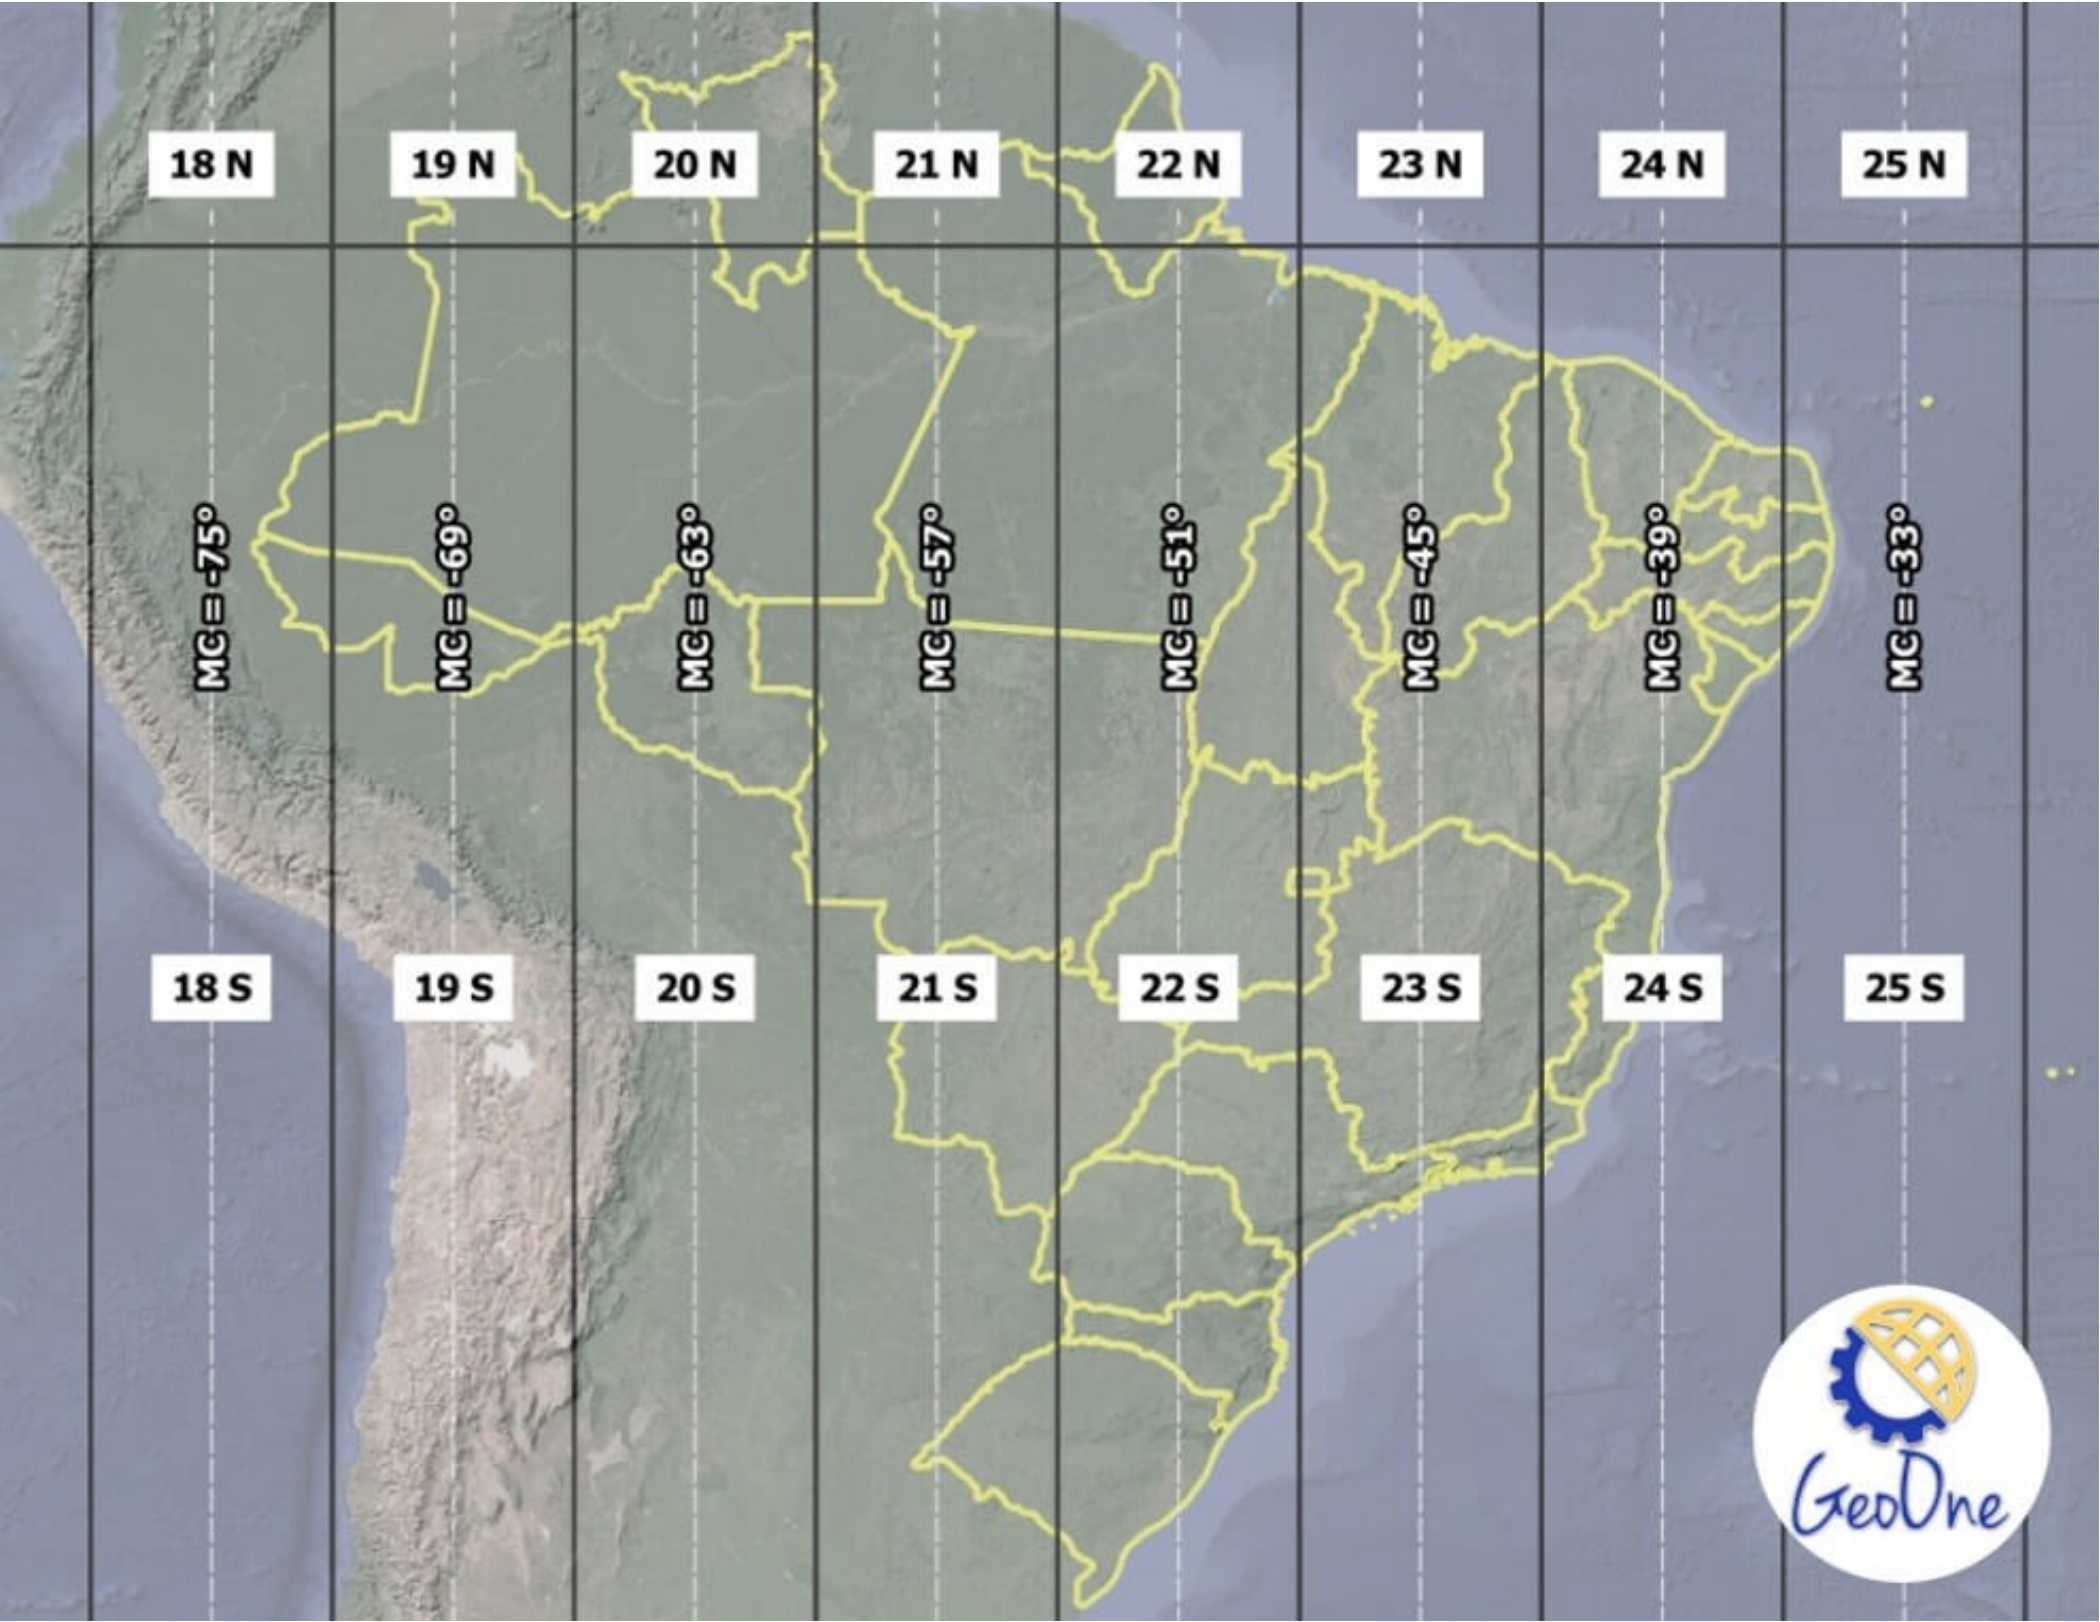 18 N
19 N
20 N
21 N
22 N
23 N
24 N
25 N
MC = -75°
MC = -69°
MC = -63°
MC = -57°
MC = -51°
MC = -45°
MC = -39°
MC = -33°
18 S
19 S
20 S
21 S
22 S
23 S
24 S
25 S
GeoOne